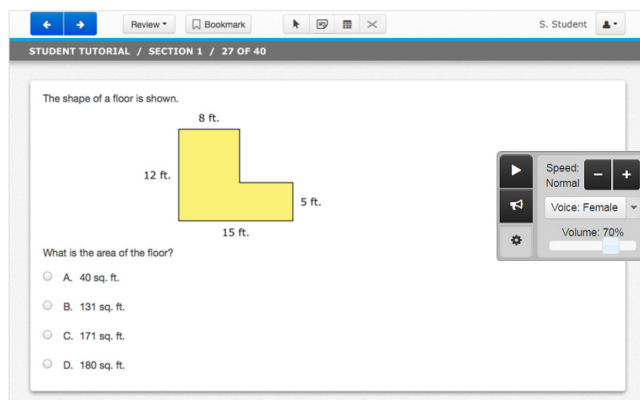 Review
Bookmark
S. Student
STUDENT TUTORIAL / SECTION 1 / 27 OF 40
The shape of a floor is shown.
8 ft.
12 ft.
5 ft.
15 ft.
What is the area of the floor?
A. 40 sq. ft.
B. 131 sq. ft.
C. 171 sq. ft.
D. 180 sq. ft.
Speed:
Normal
Voice: Female
Volume: 70%